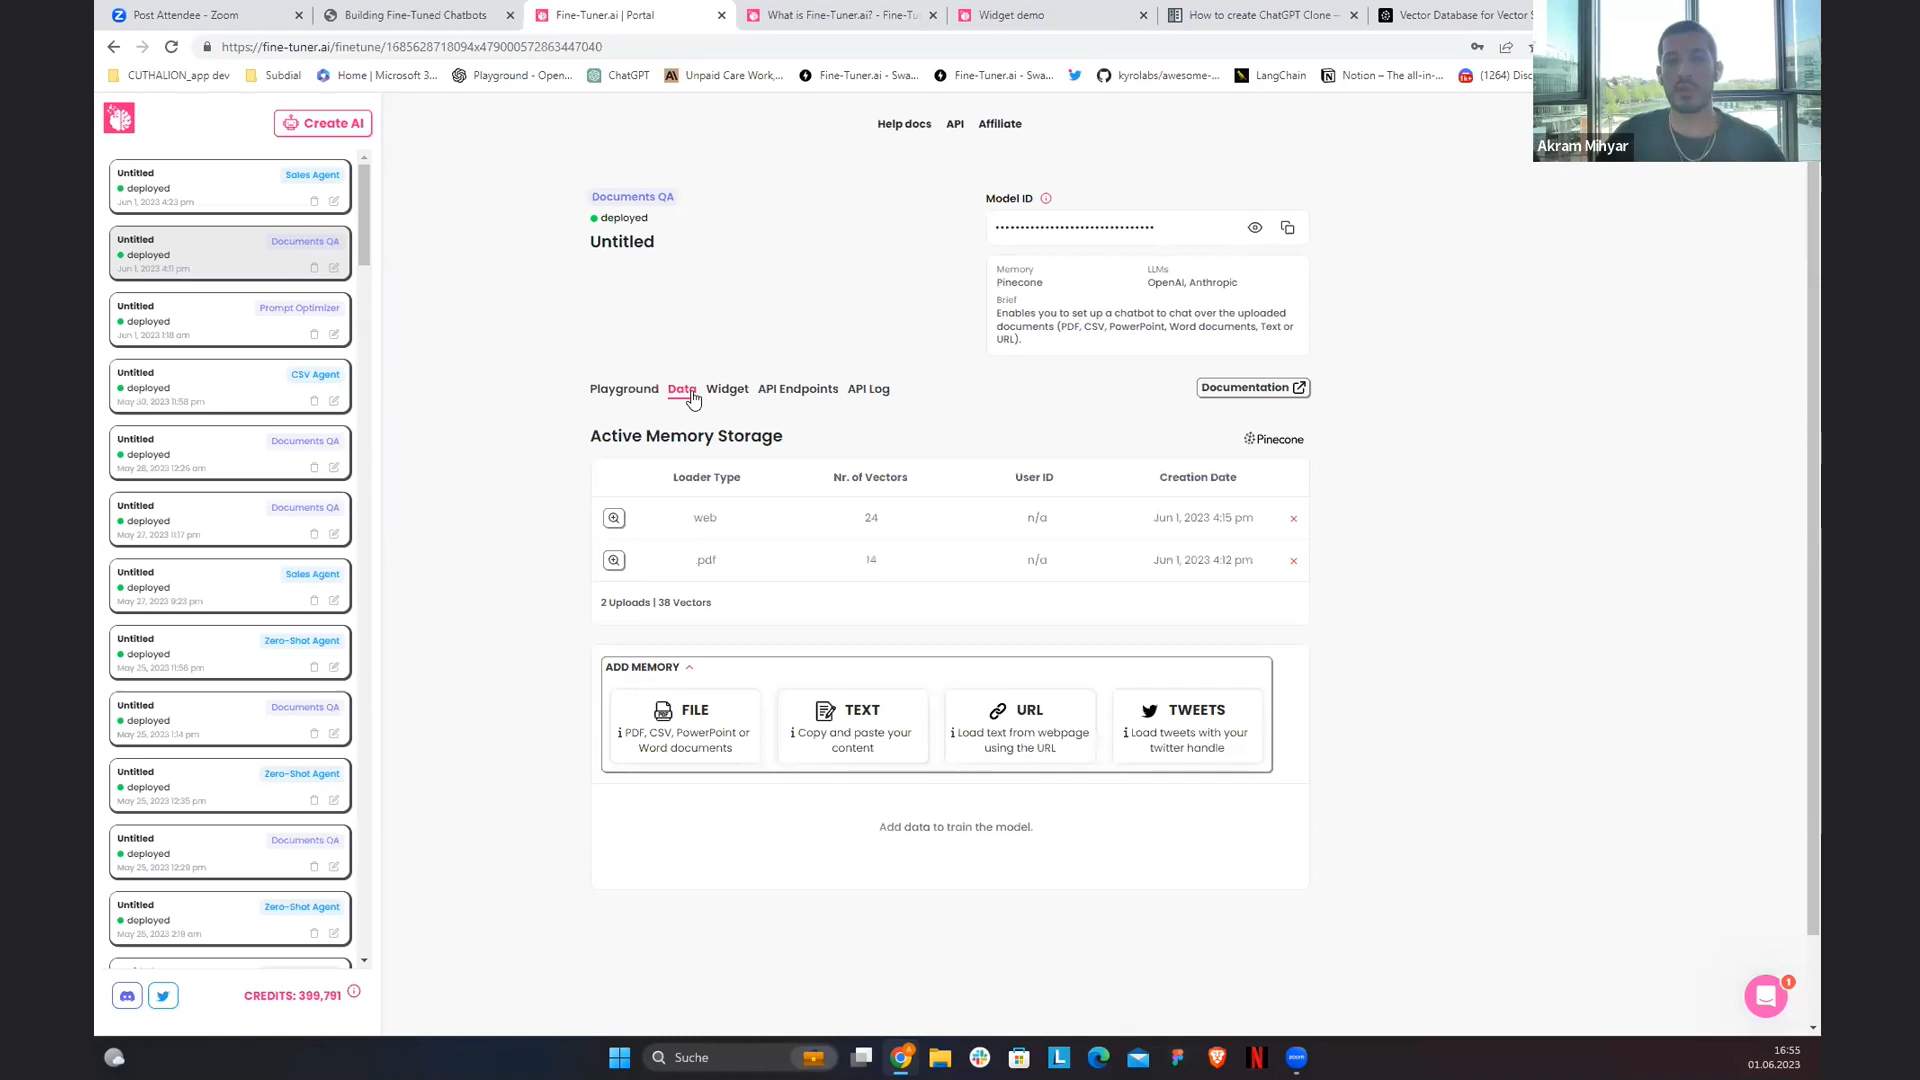 Post Attendee - Zoom
Building Fine-Tuned Chatbots
Fine-Tuner.ai | Portal
What is Fine-Tuner.ai? - Fine-Tu
Widget demo
How to create ChatGPT Clone —
Vector Database for Vector S
https://fine-tuner.ai/finetune/1685628718094x479000572863447040
CUTHALION_app dev
Subdial
Home | Microsoft 3...
Playground - Open...
ChatGPT
Unpaid Care Work,...
Fine-Tuner.ai - Swa...
Fine-Tuner.ai - Swa...
kyrolabs/awesome-...
LangChain
Notion – The all-in-...
(1264) Disc
Akram Mihyar
Create AI
Help docs
API
Affiliate
Untitled
Sales Agent
deployed
Jun 1, 2023 4:23 pm
Untitled
Documents QA
deployed
Jun 1, 2023 4:11 pm
Untitled
Prompt Optimizer
deployed
Jun 1, 2023 1:18 am
Untitled
CSV Agent
deployed
May 30, 2023 11:58 pm
Untitled
Documents QA
deployed
May 28, 2023 12:26 am
Untitled
Documents QA
deployed
May 27, 2023 11:17 pm
Untitled
Sales Agent
deployed
May 27, 2023 9:23 pm
Untitled
Zero-Shot Agent
deployed
May 25, 2023 11:56 pm
Untitled
Documents QA
deployed
May 25, 2023 1:14 pm
Untitled
Zero-Shot Agent
deployed
May 25, 2023 12:35 pm
Untitled
Documents QA
deployed
May 25, 2023 12:29 pm
Untitled
Zero-Shot Agent
deployed
May 25, 2023 2:19 am
CREDITS: 399,791
Documents QA
deployed
Untitled
Model ID
Memory
LLMs
Pinecone
OpenAI, Anthropic
Brief
Enables you to set up a chatbot to chat over the uploaded
documents (PDF, CSV, PowerPoint, Word documents, Text or
URL).
Playground
Data
Widget
API Endpoints
API Log
Documentation
Active Memory Storage
Pinecone
Loader Type
Nr. of Vectors
User ID
Creation Date
web
24
n/a
Jun 1, 2023 4:15 pm
.pdf
14
n/a
Jun 1, 2023 4:12 pm
2 Uploads | 38 Vectors
ADD MEMORY
FILE
PDF, CSV, PowerPoint or
Word documents
TEXT
Copy and paste your
content
URL
Load text from webpage
using the URL
TWEETS
Load tweets with your
twitter handle
Add data to train the model.
1
Suche
16:55
01.06.2023